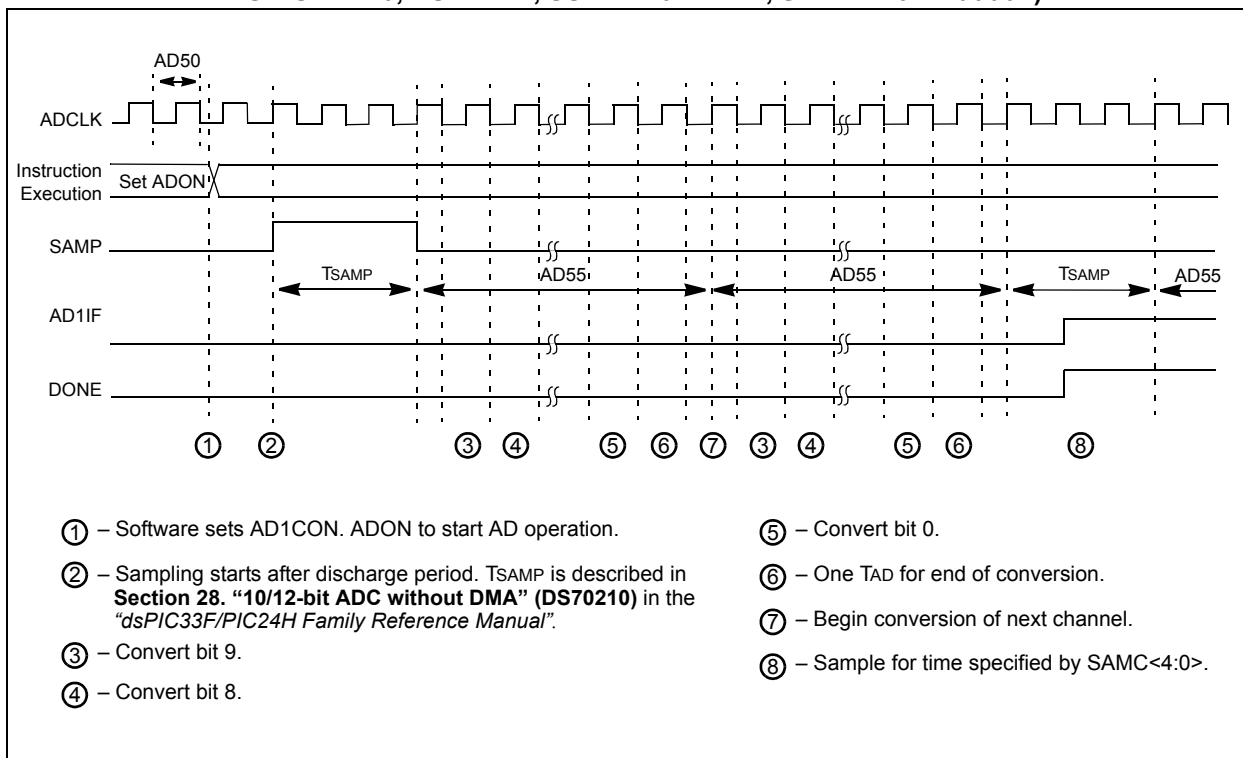 AD50
ADCLK
Instruction
Execution
Set ADON
SAMP
TSAMP
AD55
AD55
TSAMP
AD55
AD1IF
DONE
1 2 3 4 5 6 7 3 4 5 6 8
1 – Software sets AD1CON. ADON to start AD operation.
2 – Sampling starts after discharge period. TSAMP is described in
Section 28. “10/12-bit ADC without DMA” (DS70210) in the
“dsPIC33F/PIC24H Family Reference Manual”.
3 – Convert bit 9.
4 – Convert bit 8.
5 – Convert bit 0.
6 – One TAD for end of conversion.
7 – Begin conversion of next channel.
8 – Sample for time specified by SAMC<4:0>.